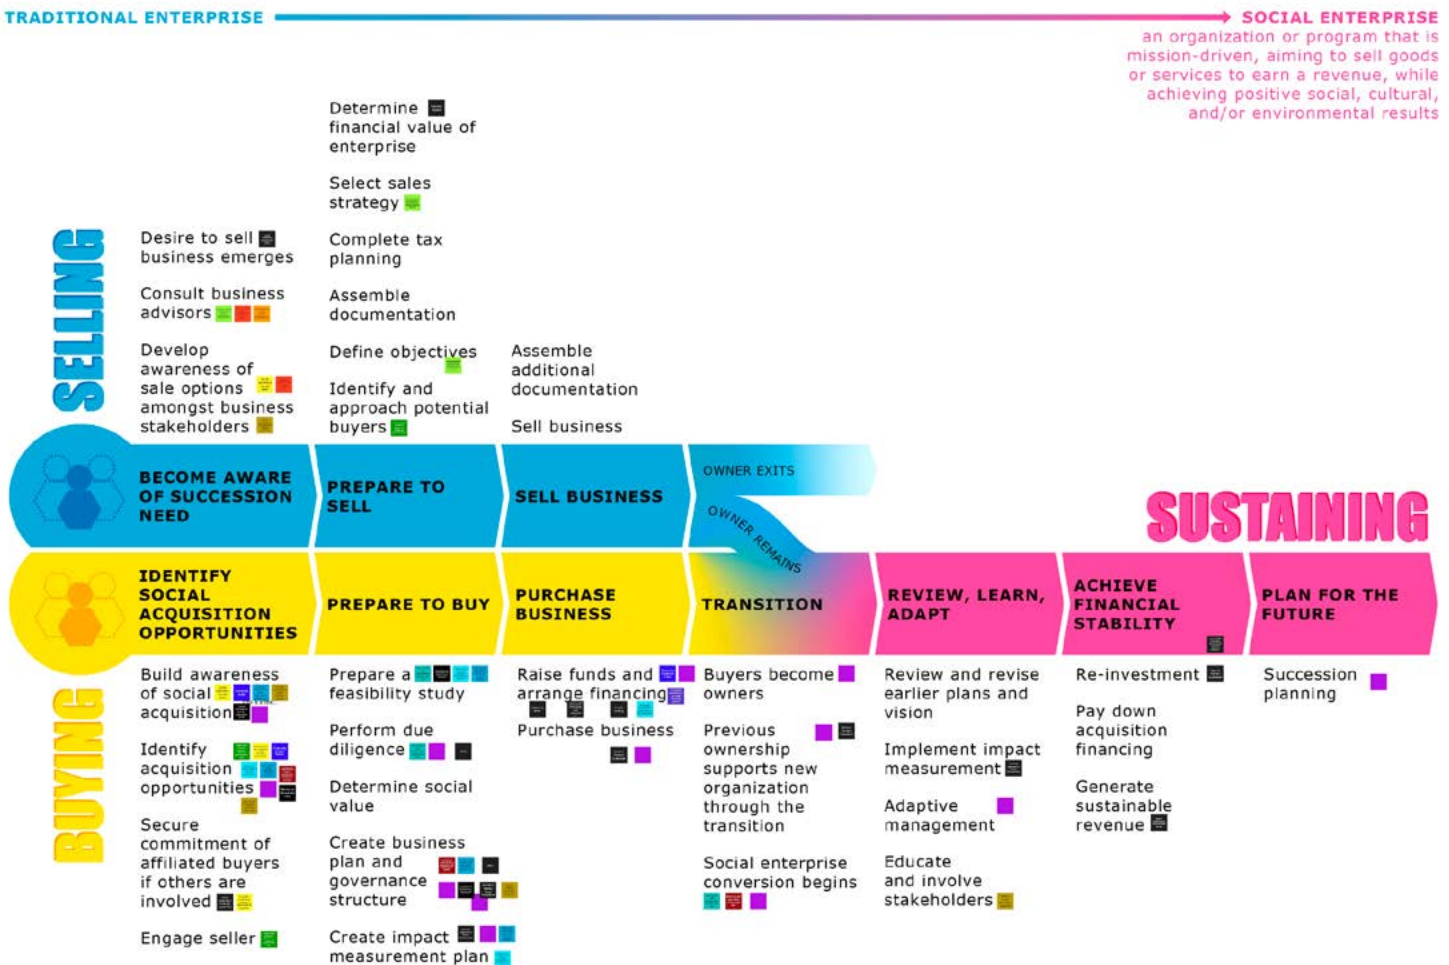 TRADITIONAL ENTERPRISE
SOCIAL ENTERPRISE
an organization or program that is
mission-driven, aiming to sell goods
or services to earn a revenue, while
achieving positive social, cultural,
and/or environmental results
SELLING
Desire to sell
business emerges
Consult business
advisors
Develop
awareness of
sale options
amongst business
stakeholders
Determine
financial value of
enterprise
Select sales
strategy
Complete tax
planning
Assemble
documentation
Define objectives
Identify and
approach potential
buyers
Assemble
additional
documentation
Sell business
BECOME AWARE
OF SUCCESSION
NEED
PREPARE TO
SELL
SELL BUSINESS
OWNER EXITS
OWNER REMAINS
SUSTAINING
IDENTIFY
SOCIAL
ACQUISITION
OPPORTUNITIES
PREPARE TO BUY
PURCHASE
BUSINESS
TRANSITION
REVIEW, LEARN,
ADAPT
ACHIEVE
FINANCIAL
STABILITY
PLAN FOR THE
FUTURE
BUYING
Build awareness
of social
acquisition
Identify
acquisition
opportunities
Secure
commitment of
affiliated buyers
if others are
involved
Engage seller
Prepare a
feasibility study
Perform due
diligence
Determine social
value
Create business
plan and
governance
structure
Create impact
measurement plan
Raise funds and
arrange financing
Purchase business
Buyers become
owners
Previous
ownership
supports new
organization
through the
transition
Social enterprise
conversion begins
Review and revise
earlier plans and
vision
Implement impact
measurement
Adaptive
management
Educate
and involve
stakeholders
Re-investment
Pay down
acquisition
financing
Generate
sustainable
revenue
Succession
planning